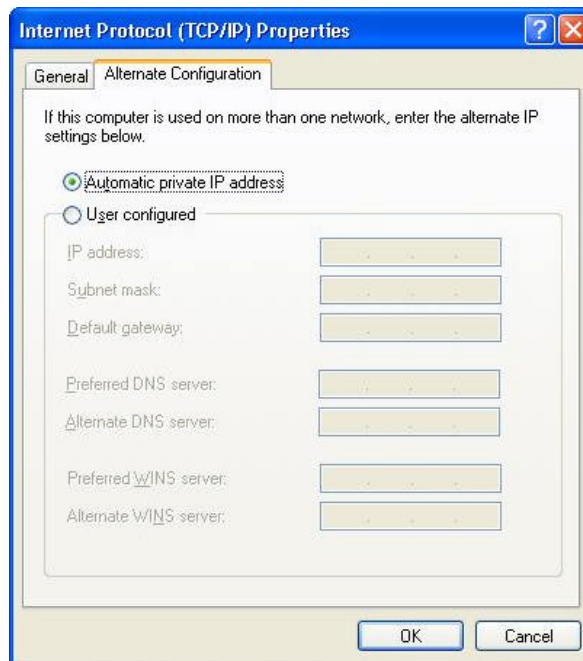 Internet Protocol (TCP/IP) Properties
General
Alternate Configuration
If this computer is used on more than one network, enter the alternate IP
settings below.
Automatic private IP address
User configured
IP address:
Subnet mask:
Default gateway:
Preferred DNS server:
Alternate DNS server:
Preferred WINS server:
Alternate WINS server:
OK
Cancel